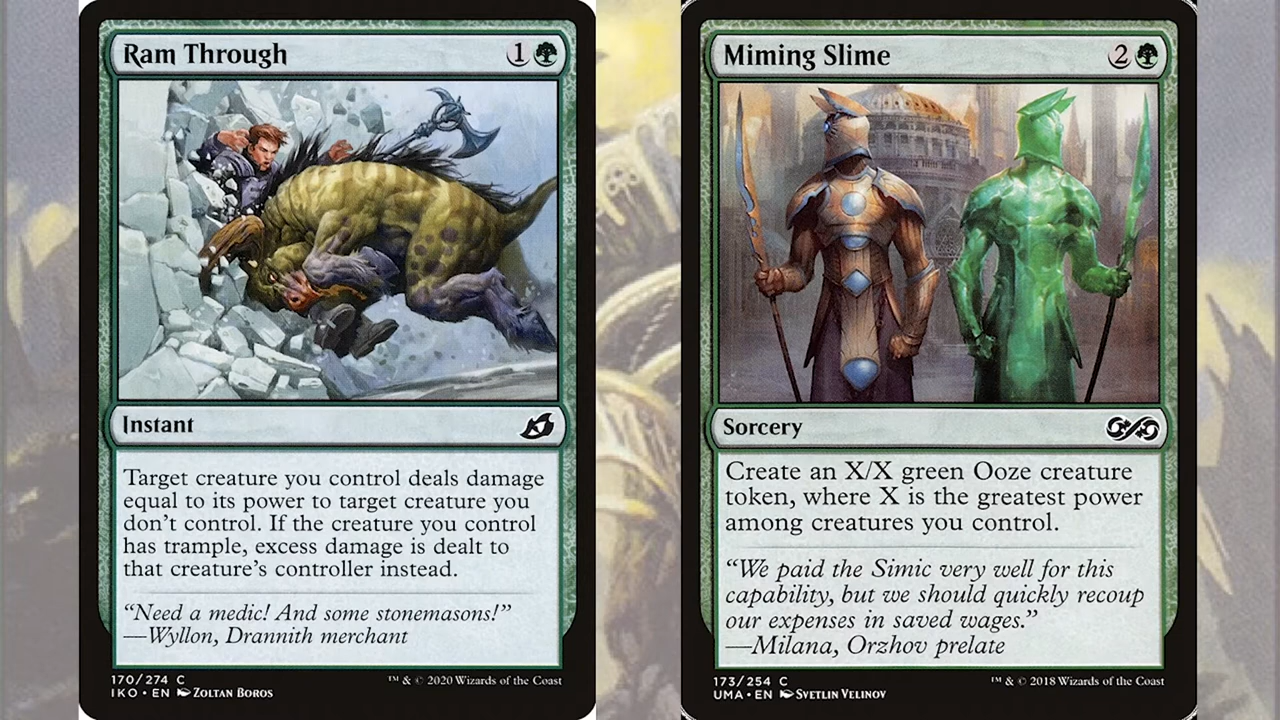 Ram Through 1
Instant
Target creature you control deals damage
equal to its power to target creature you
don't control. If the creature you control
has trample, excess damage is dealt to
that creature's controller instead.
“Need a medic! And some stonemasons!”
—Wyllon, Drannith merchant
170/274 C
IKO • EN Zoltan Boros
™ & © 2020 Wizards of the Coast
Miming Slime 2
Sorcery
Create an X/X green Ooze creature
token, where X is the greatest power
among creatures you control.
“We paid the Simic very well for this
capability, but we should quickly recoup
our expenses in saved wages.”
—Milana, Orzhov prelate
173/254 C
UMA • EN Svetlin Velinov
™ & © 2018 Wizards of the Coast